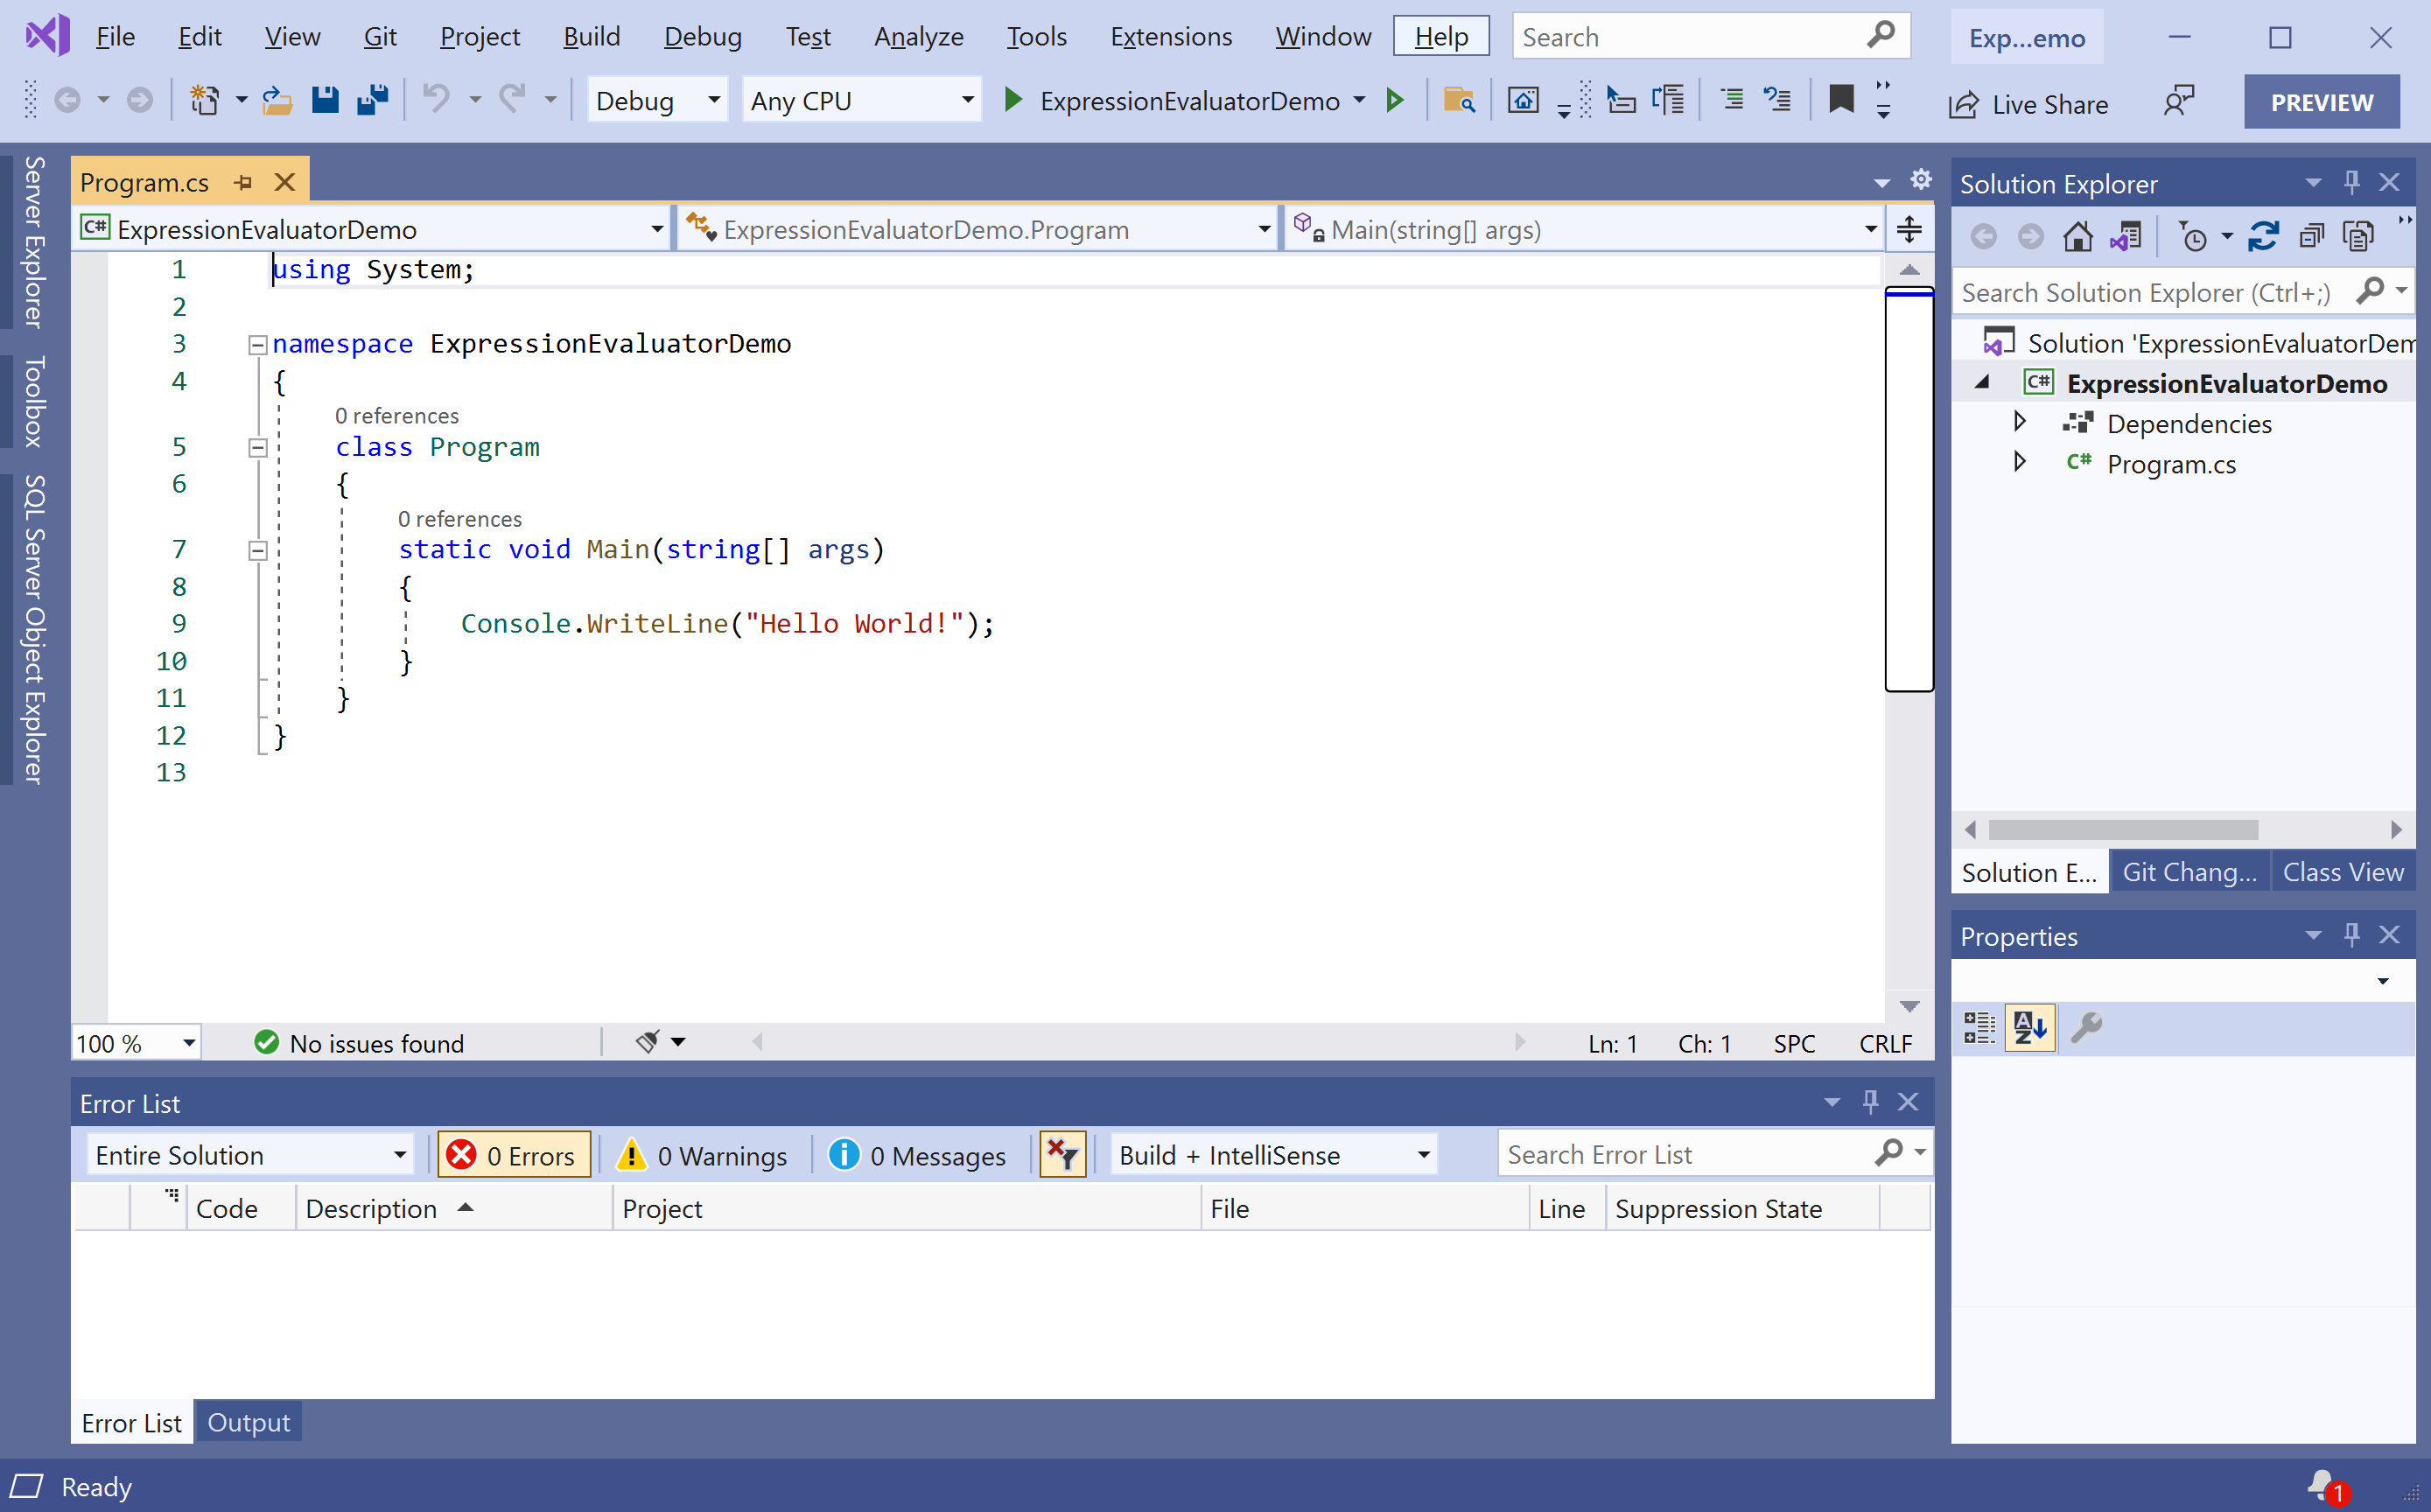 File Edit View Git Project Build Debug Test Analyze Tools Extensions Window Help Search Exp...emo
Debug Any CPU ExpressionEvaluatorDemo Live Share PREVIEW
Server Explorer
Toolbox
SQL Server Object Explorer
Program.cs
C# ExpressionEvaluatorDemo ExpressionEvaluatorDemo.Program Main(string[] args)
1 using System;
2
3 namespace ExpressionEvaluatorDemo
4 {
0 references
5 class Program
6 {
0 references
7 static void Main(string[] args)
8 {
9 Console.WriteLine("Hello World!");
10 }
11 }
12 }
13
100 % No issues found Ln: 1 Ch: 1 SPC CRLF
Solution Explorer
Search Solution Explorer (Ctrl+;)
Solution 'ExpressionEvaluatorDem
C# ExpressionEvaluatorDemo
Dependencies
C# Program.cs
Solution E... Git Chang... Class View
Properties
Error List
Entire Solution 0 Errors 0 Warnings 0 Messages Build + IntelliSense Search Error List
Code Description Project File Line Suppression State
Error List Output
Ready 1